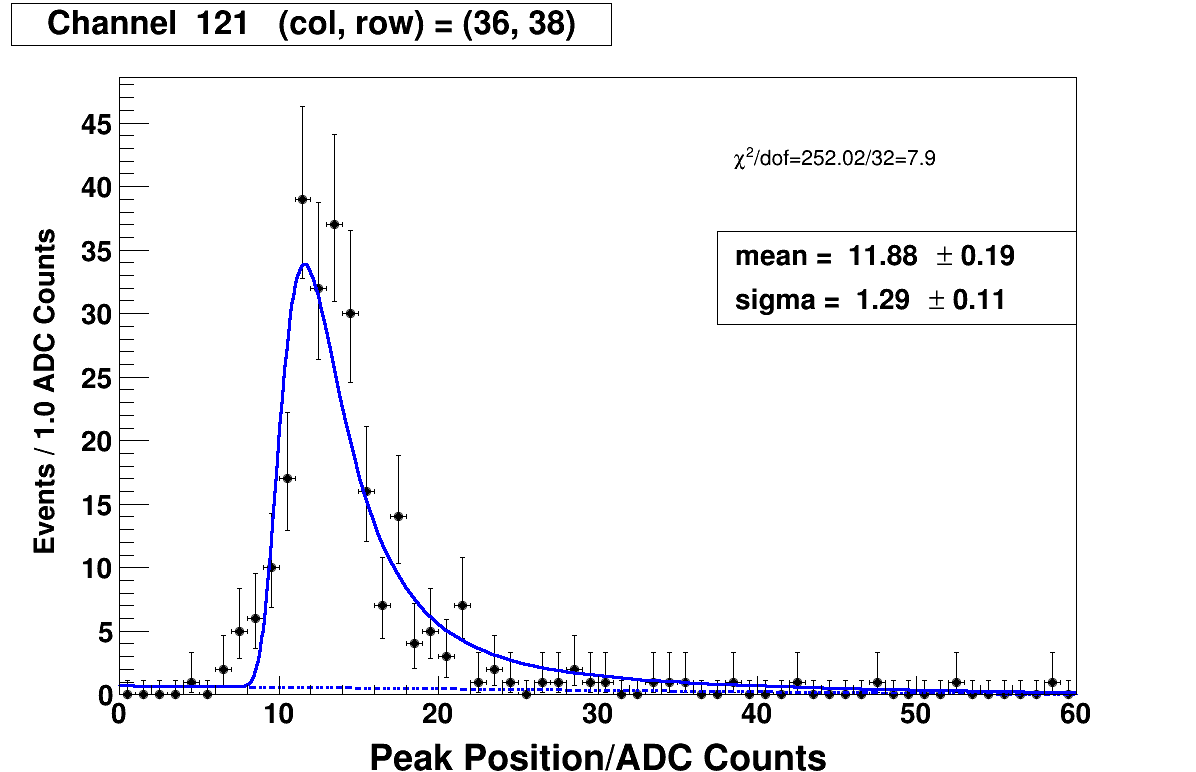 Channel 121 (col, row) = (36, 38)
χ²/dof=252.02/32=7.9
mean = 11.88 ± 0.19
sigma = 1.29 ± 0.11
Events / 1.0 ADC Counts
45
40
35
30
25
20
15
10
5
0
0 10 20 30 40 50 60
Peak Position/ADC Counts